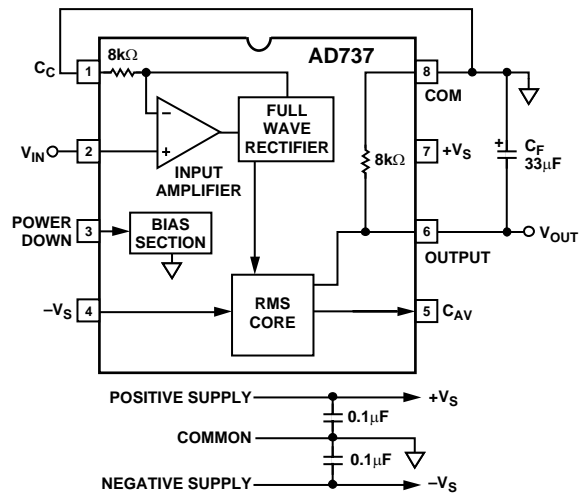 AD737
8kΩ
C_C 1
8
COM
FULL
WAVE
RECTIFIER
–
+
INPUT
AMPLIFIER
V_IN 2
8kΩ
7 +V_S
+ C_F
33µF
POWER
DOWN
3
BIAS
SECTION
6
OUTPUT
V_OUT
–V_S 4
RMS
CORE
5 C_AV
POSITIVE SUPPLY
+V_S
0.1µF
COMMON
0.1µF
NEGATIVE SUPPLY
–V_S